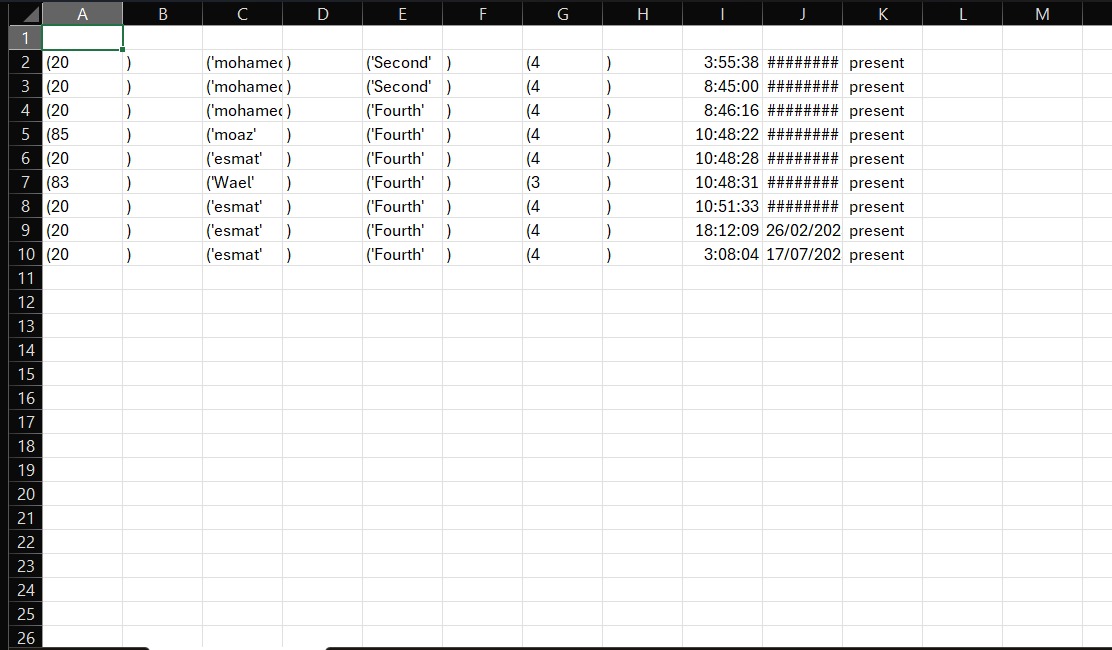 A B C D E F G H I J K L M
1
2 (20 ) ('mohamed ) ('Second' ) (4 ) 3:55:38 ######## present
3 (20 ) ('mohamed ) ('Second' ) (4 ) 8:45:00 ######## present
4 (20 ) ('mohamed ) ('Fourth' ) (4 ) 8:46:16 ######## present
5 (85 ) ('moaz' ) ('Fourth' ) (4 ) 10:48:22 ######## present
6 (20 ) ('esmat' ) ('Fourth' ) (4 ) 10:48:28 ######## present
7 (83 ) ('Wael' ) ('Fourth' ) (3 ) 10:48:31 ######## present
8 (20 ) ('esmat' ) ('Fourth' ) (4 ) 10:51:33 ######## present
9 (20 ) ('esmat' ) ('Fourth' ) (4 ) 18:12:09 26/02/202 present
10 (20 ) ('esmat' ) ('Fourth' ) (4 ) 3:08:04 17/07/202 present
11
12
13
14
15
16
17
18
19
20
21
22
23
24
25
26